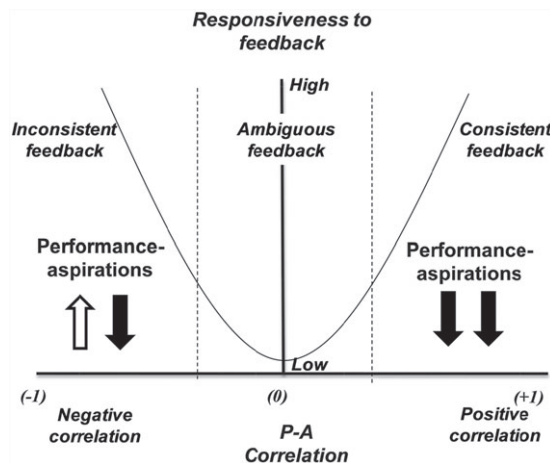 Responsiveness to
feedback
High
Inconsistent
feedback
Ambiguous
feedback
Consistent
feedback
Performance-
aspirations
Performance-
aspirations
Low
(-1)
(0)
(+1)
Negative
correlation
P-A
Correlation
Positive
correlation